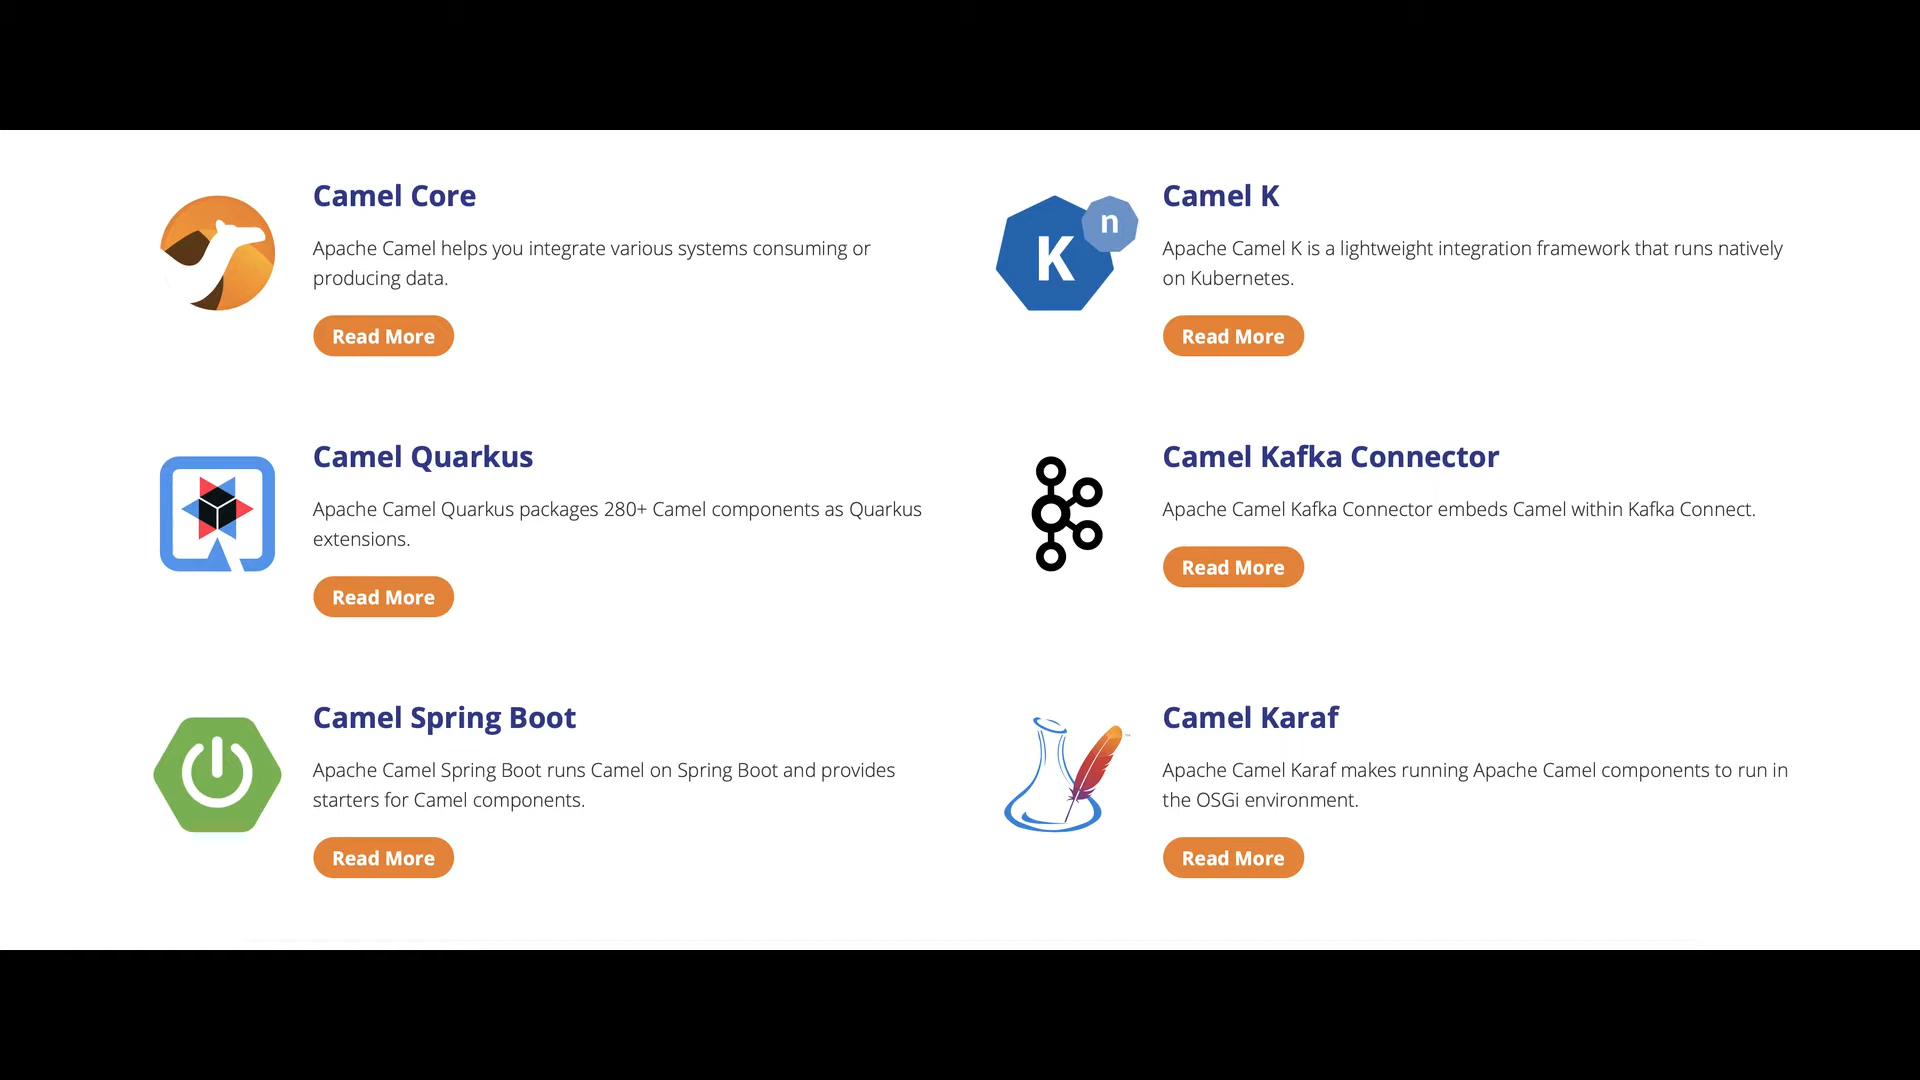 Camel Core
Apache Camel helps you integrate various systems consuming or
producing data.
Read More
K
n
Camel K
Apache Camel K is a lightweight integration framework that runs natively
on Kubernetes.
Read More
Camel Quarkus
Apache Camel Quarkus packages 280+ Camel components as Quarkus
extensions.
Read More
Camel Kafka Connector
Apache Camel Kafka Connector embeds Camel within Kafka Connect.
Read More
Camel Spring Boot
Apache Camel Spring Boot runs Camel on Spring Boot and provides
starters for Camel components.
Read More
Camel Karaf
Apache Camel Karaf makes running Apache Camel components to run in
the OSGi environment.
Read More